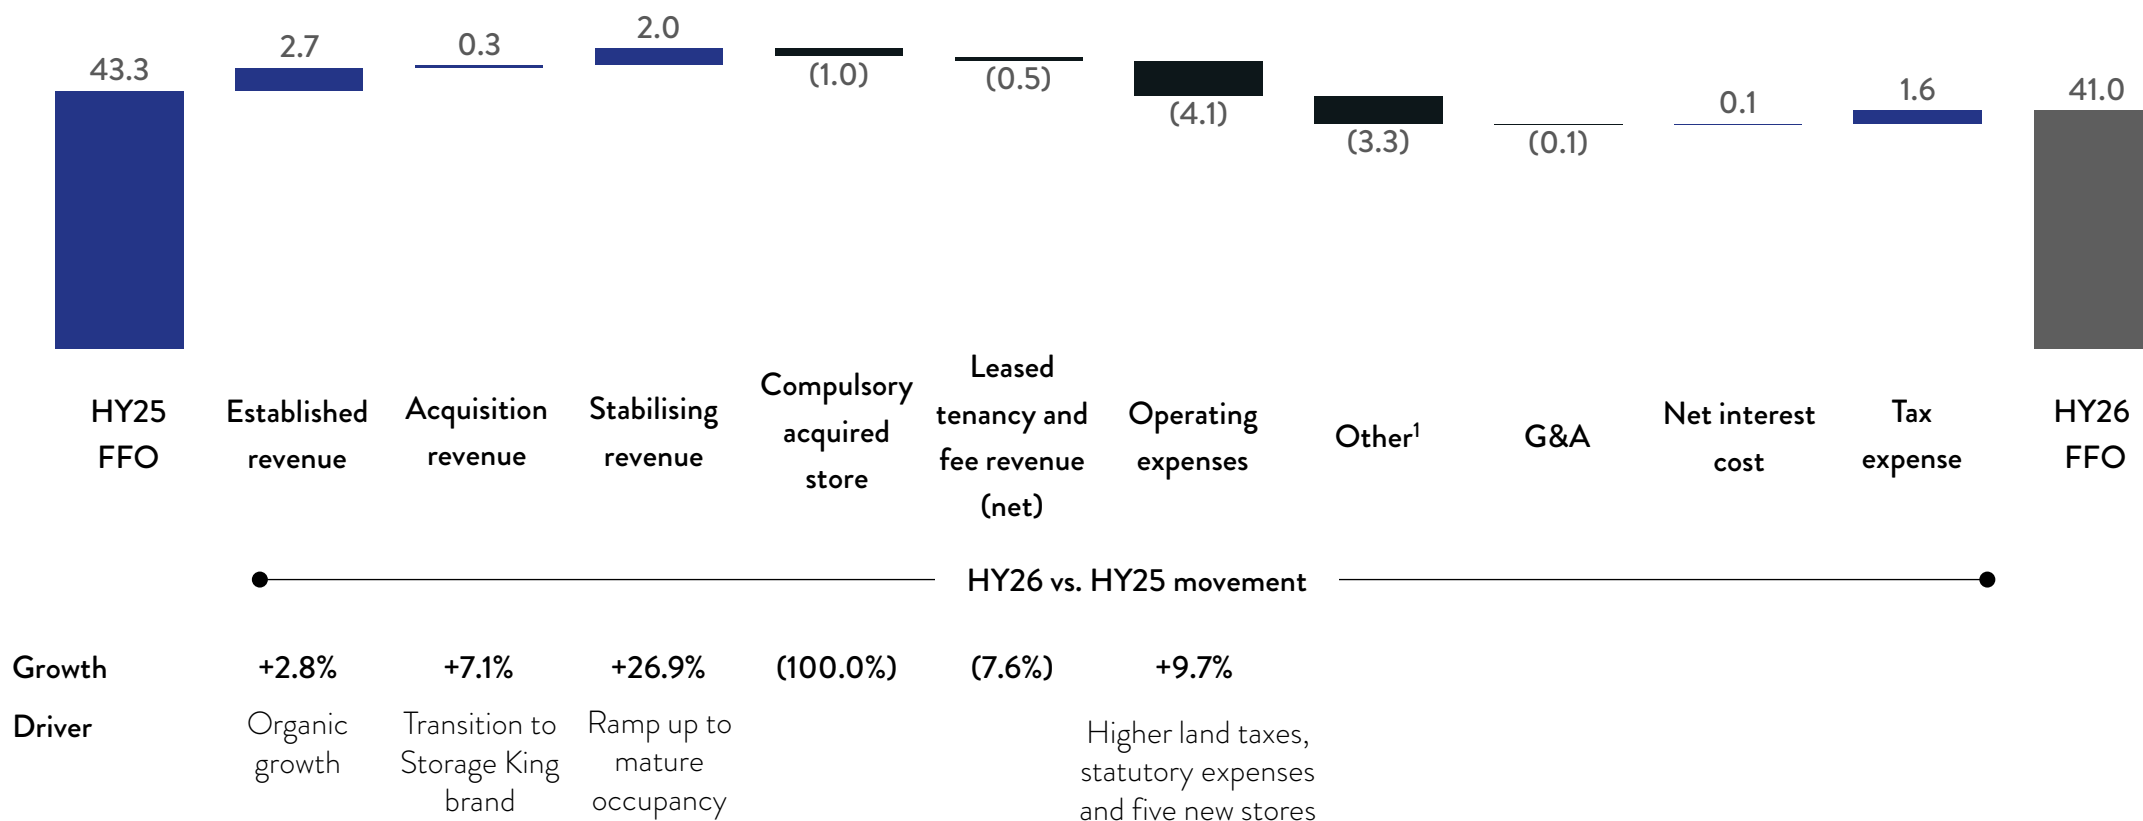 43.3
2.7
0.3
2.0
(1.0)
(0.5)
(4.1)
(3.3)
(0.1)
0.1
1.6
41.0
HY25
FFO
Established
revenue
Acquisition
revenue
Stabilising
revenue
Compulsory
acquired
store
Leased
tenancy and
fee revenue
(net)
Operating
expenses
Other¹
G&A
Net interest
cost
Tax
expense
HY26
FFO
HY26 vs. HY25 movement
Growth
+2.8%
+7.1%
+26.9%
(100.0%)
(7.6%)
+9.7%
Driver
Organic
growth
Transition to
Storage King
brand
Ramp up to
mature
occupancy
Higher land taxes,
statutory expenses
and five new stores